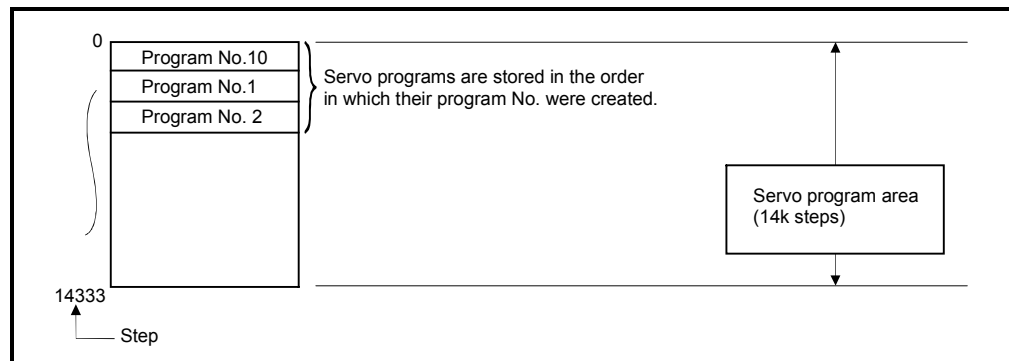 0
Program No.10
Program No.1
Program No. 2
Servo programs are stored in the order
in which their program No. were created.
Servo program area
(14k steps)
14333
Step